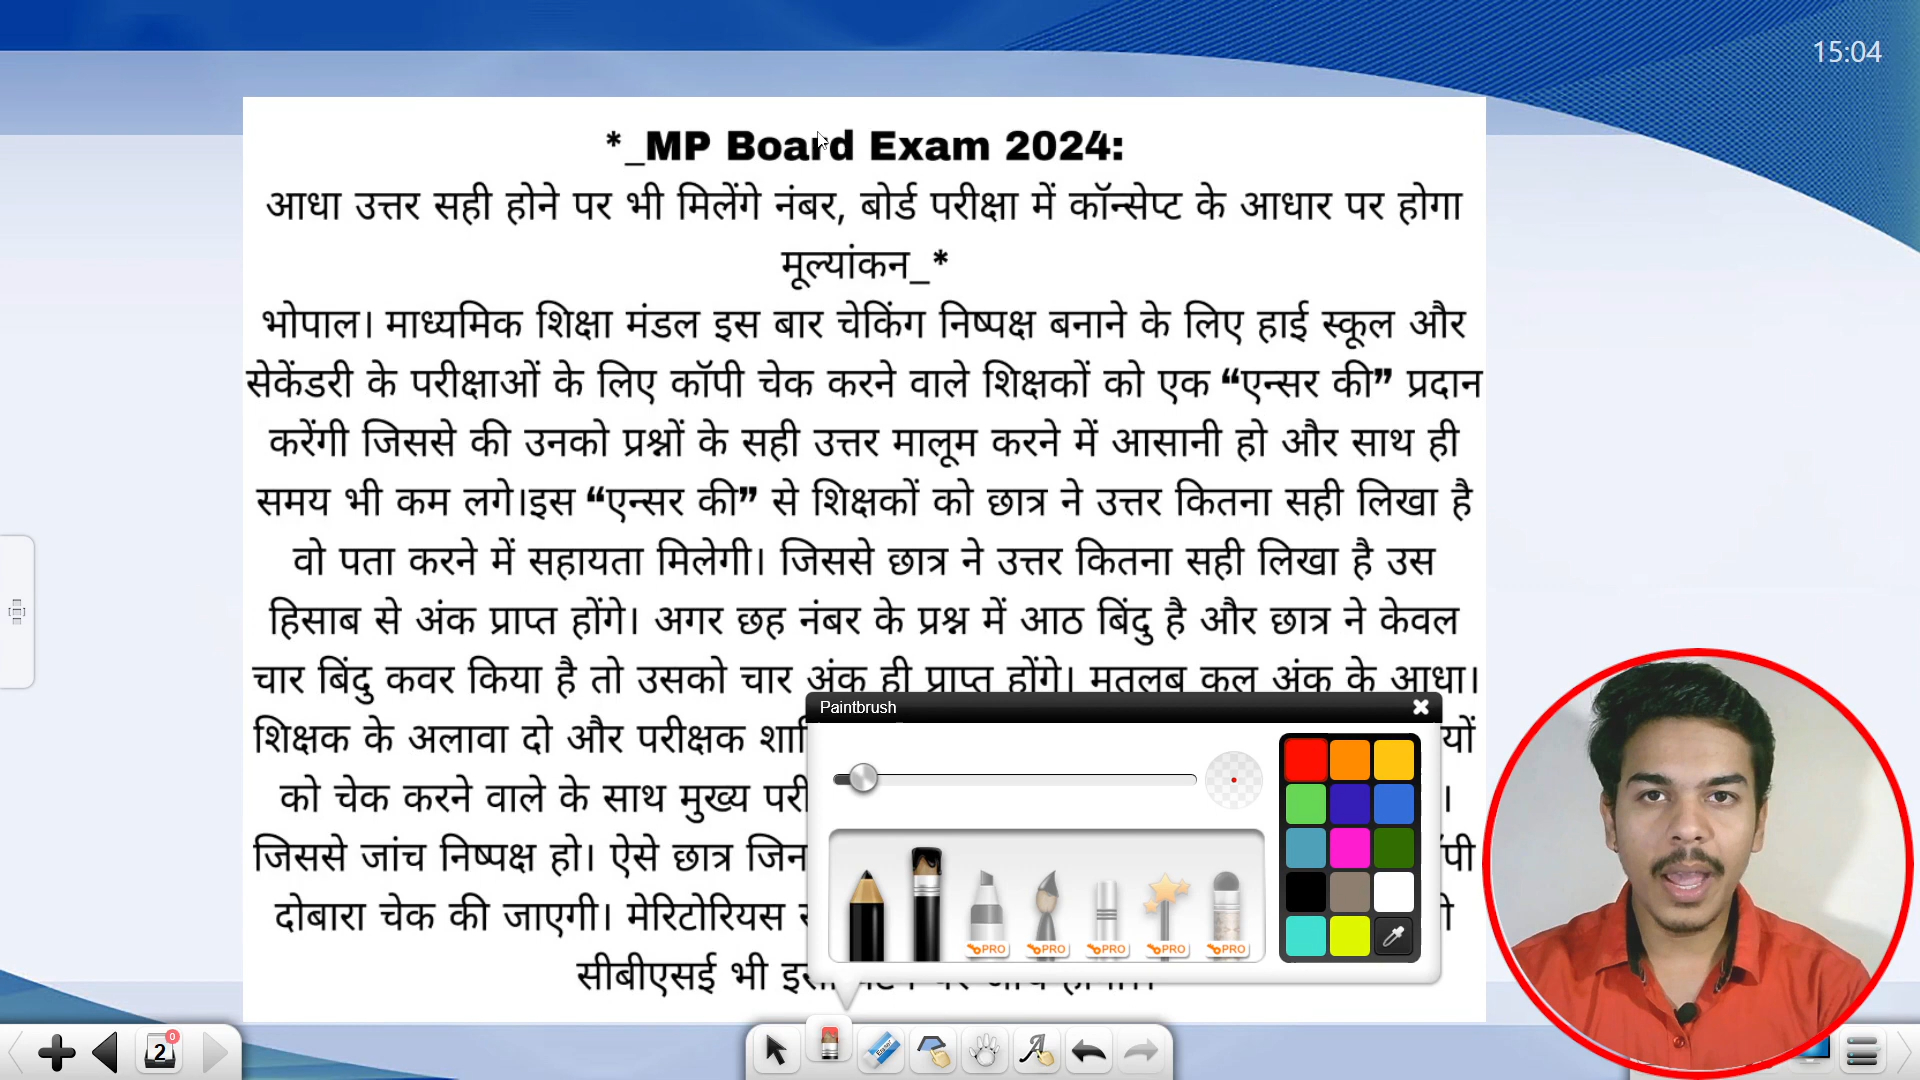 15:04
*_MP Board Exam 2024:
आधा उत्तर सही होने पर भी मिलेंगे नंबर, बोर्ड परीक्षा में कॉन्सेप्ट के आधार पर होगा
मूल्यांकन_*
भोपाल। माध्यमिक शिक्षा मंडल इस बार चेकिंग निष्पक्ष बनाने के लिए हाई स्कूल और
सेकेंडरी के परीक्षाओं के लिए कॉपी चेक करने वाले शिक्षकों को एक “एन्सर की” प्रदान
करेंगी जिससे की उनको प्रश्नों के सही उत्तर मालूम करने में आसानी हो और साथ ही
समय भी कम लगे।इस “एन्सर की” से शिक्षकों को छात्र ने उत्तर कितना सही लिखा है
वो पता करने में सहायता मिलेगी। जिससे छात्र ने उत्तर कितना सही लिखा है उस
हिसाब से अंक प्राप्त होंगे। अगर छह नंबर के प्रश्न में आठ बिंदु है और छात्र ने केवल
चार बिंदु कवर किया है तो उसको चार अंक ही प्राप्त होंगे। मतलब कुल अंक के आधा।
शिक्षक के अलावा दो और परीक्षक
को चेक करने वाले के साथ मुख्य
जिससे जांच निष्पक्ष हो। ऐसे छात्र
दोबारा चेक की जाएगी। मेरिटोरियस
सीबीएसई भी
Paintbrush
PRO PRO PRO PRO PRO
2
0
Eraser